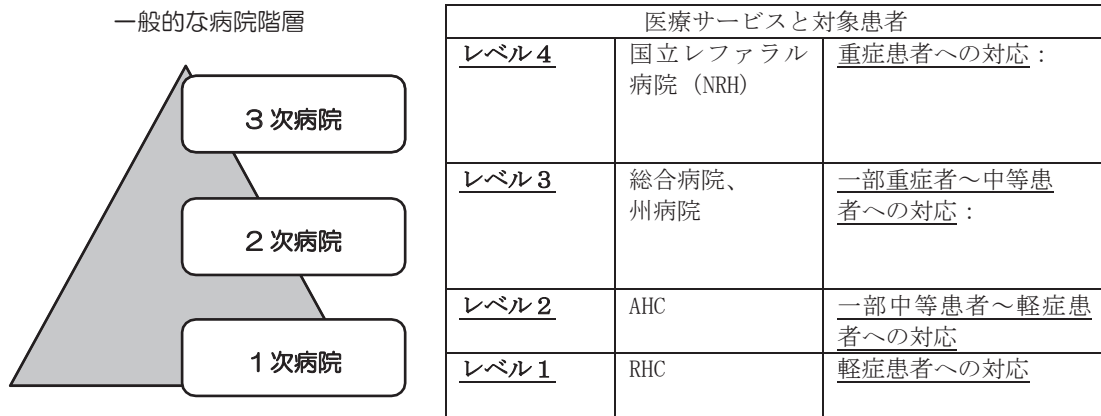 一般的な病院階層
3次病院
2次病院
1次病院
医療サービスと対象患者
レベル4 国立レファラル 重症患者への対応：
病院 (NRH)
レベル3 総合病院、 一部重症者～中等患
州病院 者への対応：
レベル2 AHC 一部中等患者～軽症患
者への対応
レベル1 RHC 軽症患者への対応